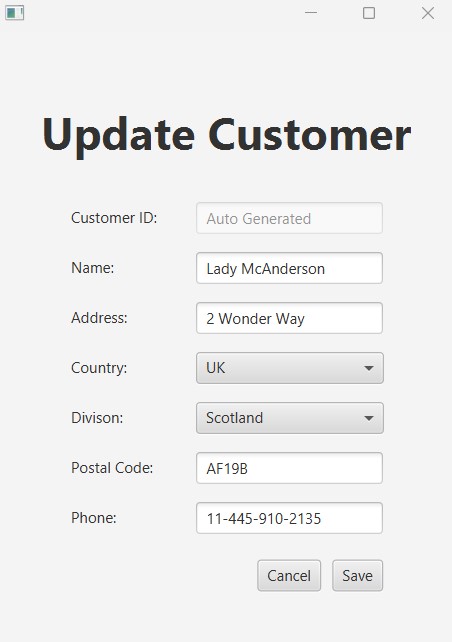 Update Customer
Customer ID: Auto Generated
Name: Lady McAnderson
Address: 2 Wonder Way
Country: UK
Divison: Scotland
Postal Code: AF19B
Phone: 11-445-910-2135
Cancel Save